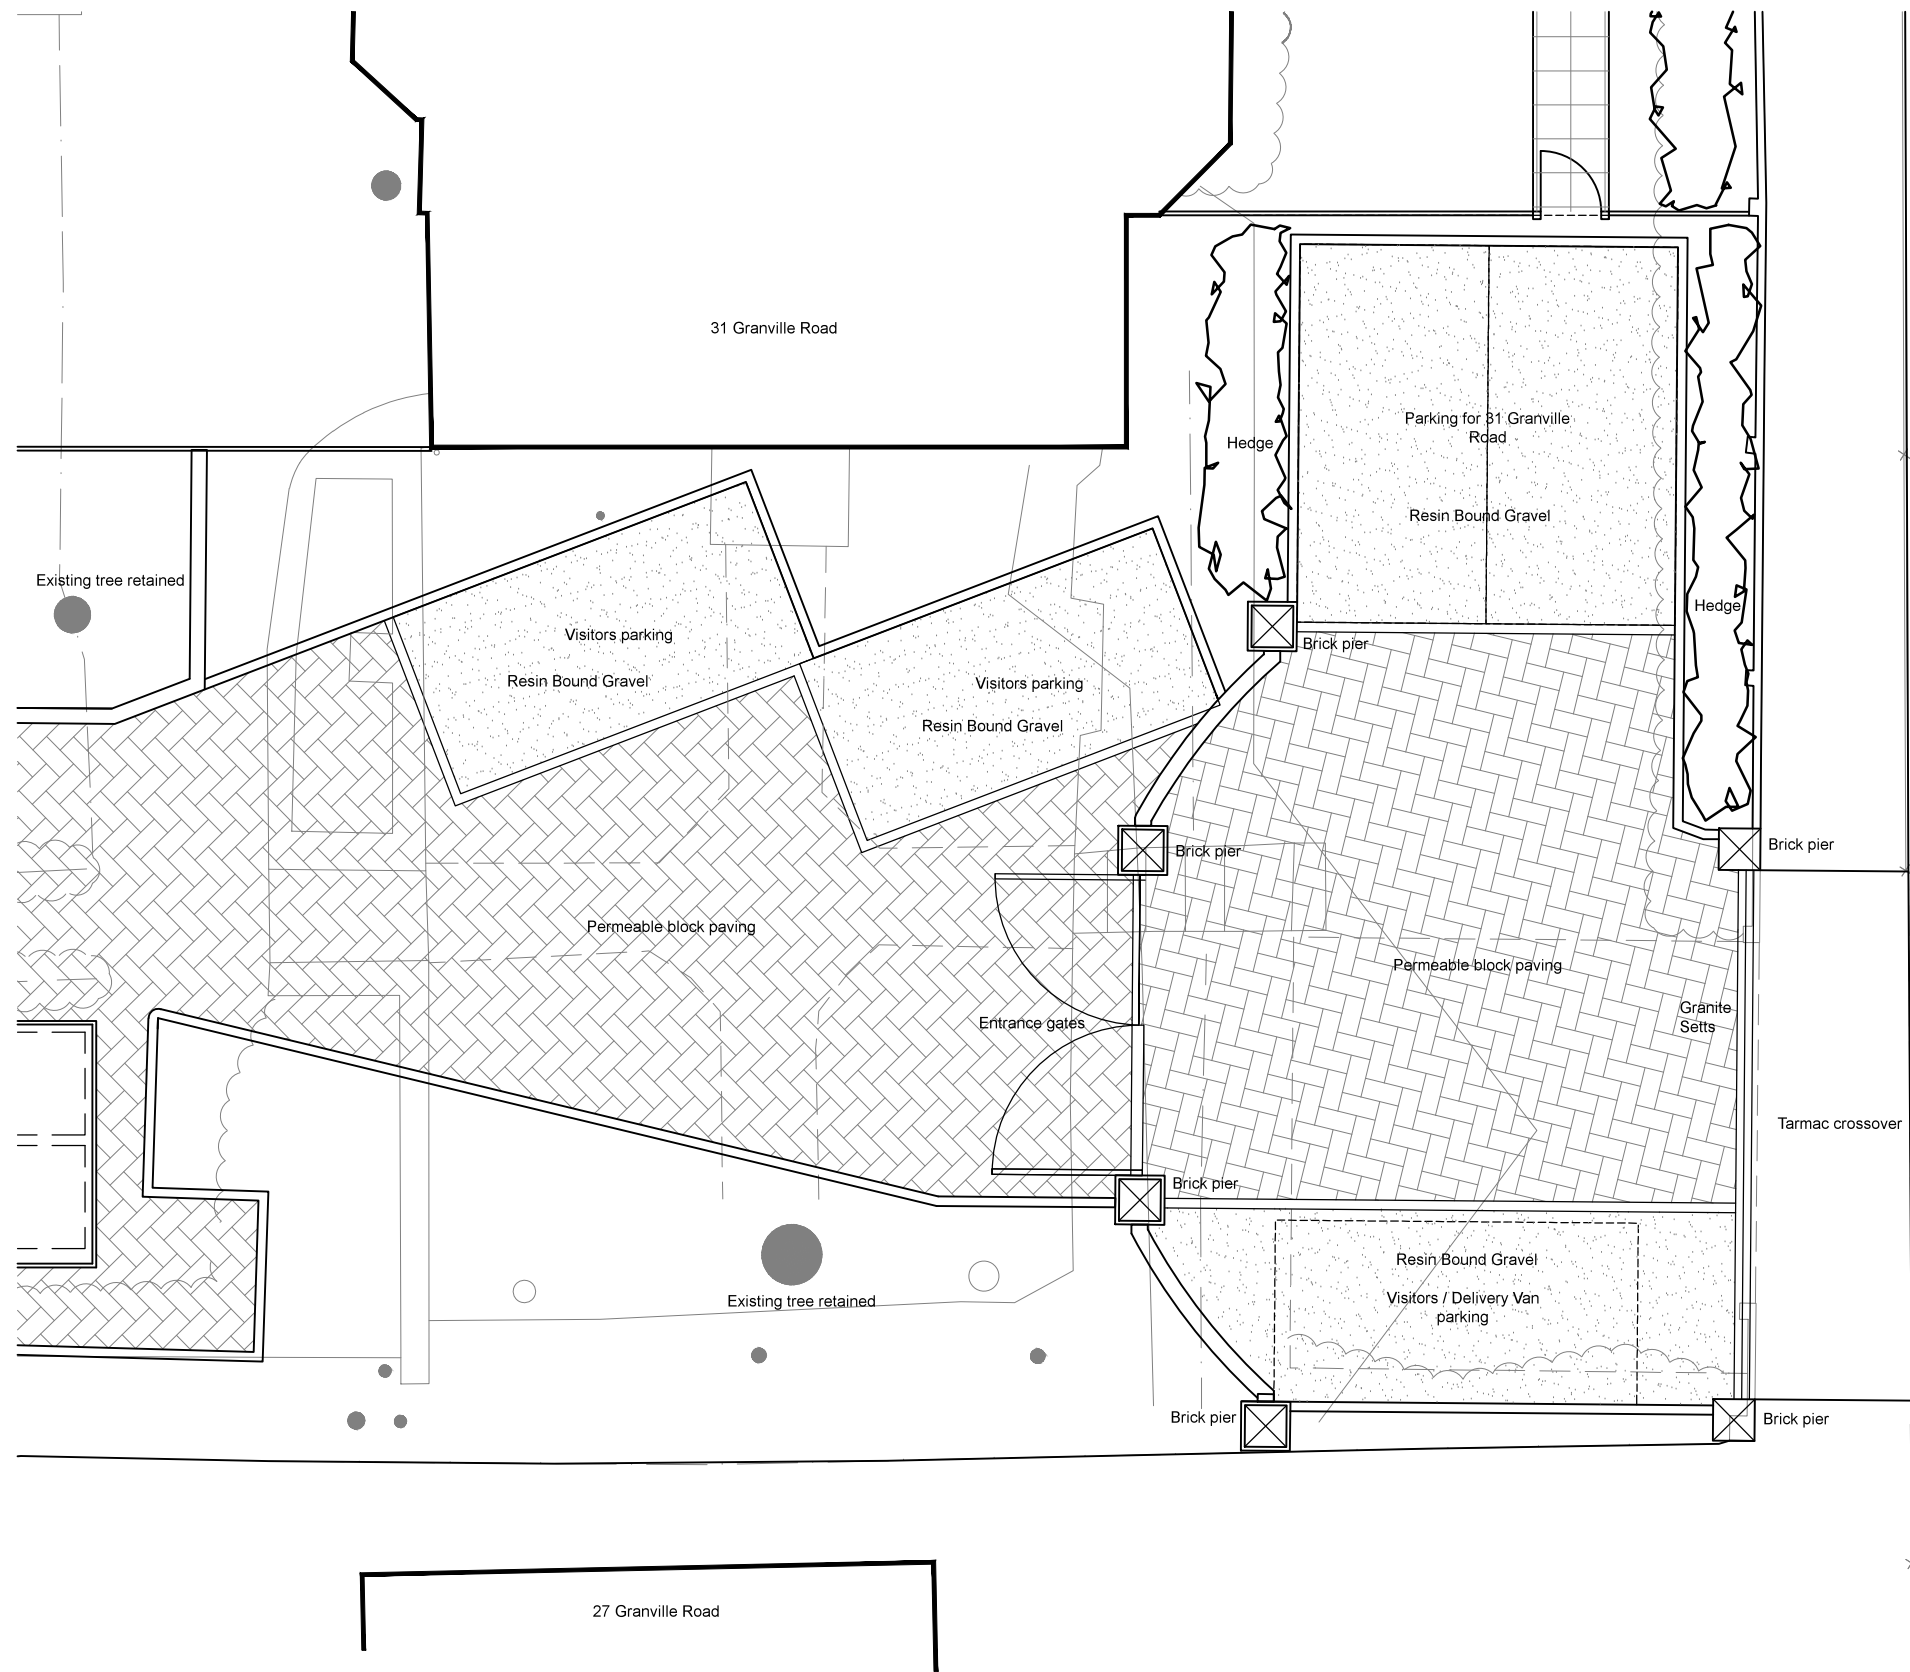 31 Granville Road
Parking for 31 Granville
Road
Hedge
Resin Bound Gravel
Existing tree retained
Hedge
Visitors parking
Brick pier
Resin Bound Gravel
Visitors parking
Resin Bound Gravel
Brick pier
Brick pier
Permeable block paving
Permeable block paving
Granite
Setts
Entrance gates
Tarmac crossover
Brick pier
Resin Bound Gravel
Visitors / Delivery Van
parking
Existing tree retained
Brick pier
Brick pier
27 Granville Road